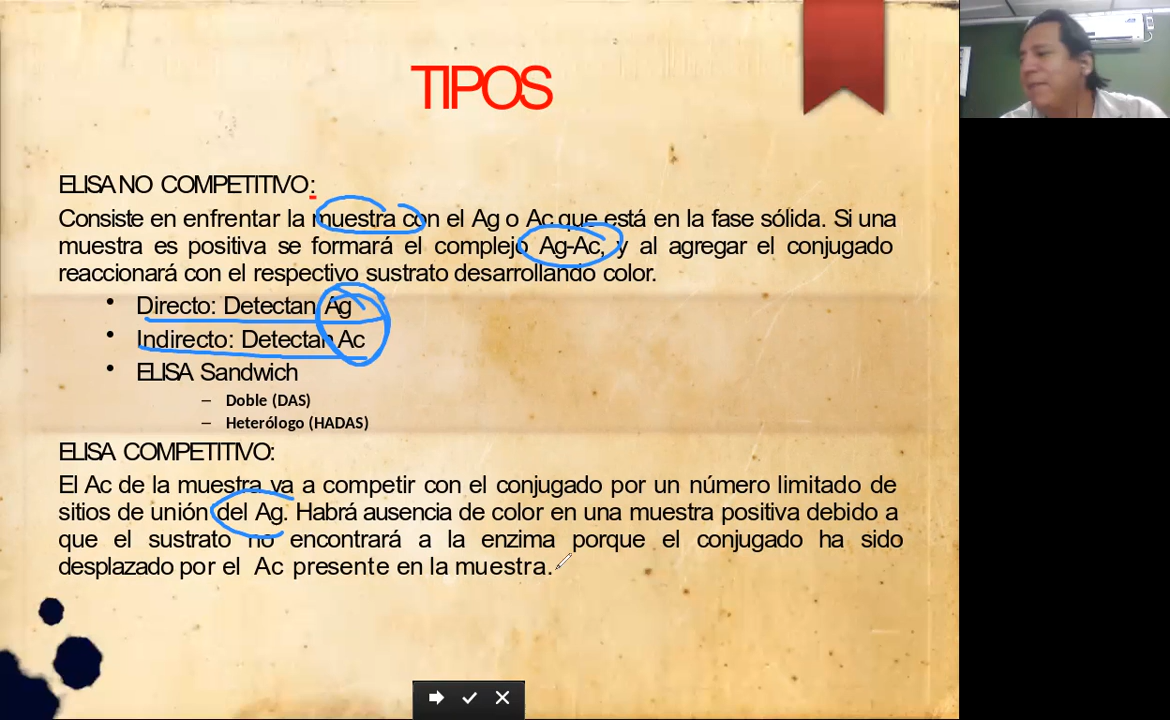 TIPOS
ELISA NO COMPETITIVO:
Consiste en enfrentar la muestra con el Ag o Ac que está en la fase sólida. Si una
muestra es positiva se formará el complejo Ag-Ac, y al agregar el conjugado
reaccionará con el respectivo sustrato desarrollando color.
• Directo: Detectan Ag
• Indirecto: Detectan Ac
• ELISA Sandwich
– Doble (DAS)
– Heterólogo (HADAS)
ELISA COMPETITIVO:
El Ac de la muestra va a competir con el conjugado por un número limitado de
sitios de unión del Ag. Habrá ausencia de color en una muestra positiva debido a
que el sustrato no encontrará a la enzima porque el conjugado ha sido
desplazado por el Ac presente en la muestra.